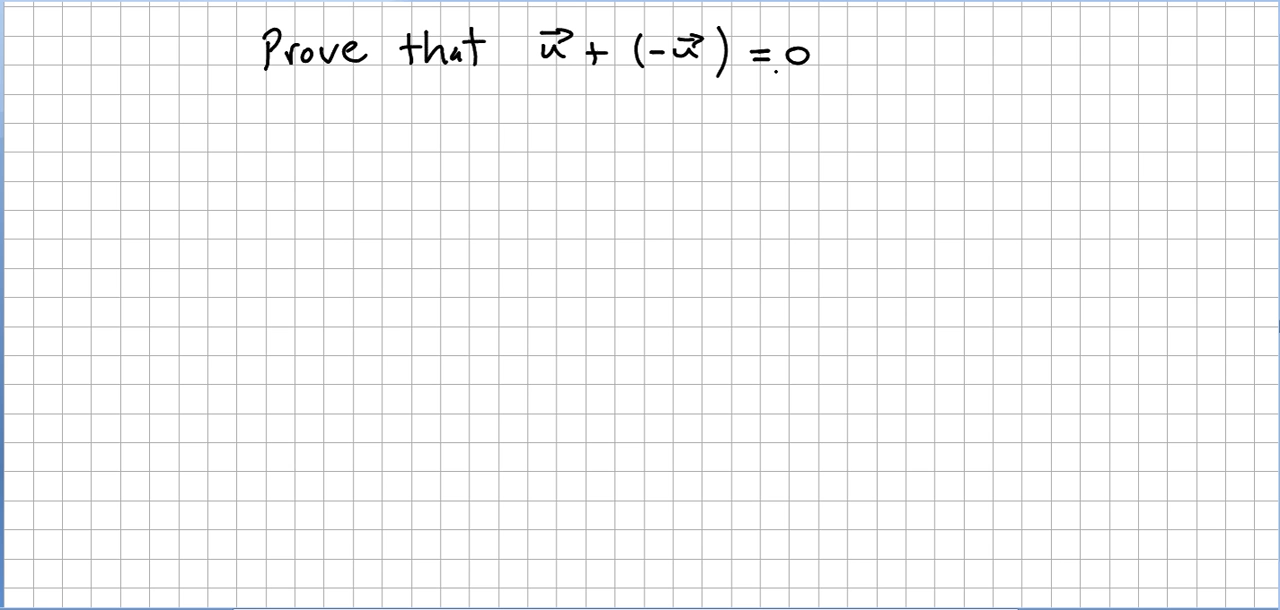 Prove that u⃗ + (-u⃗) = 0